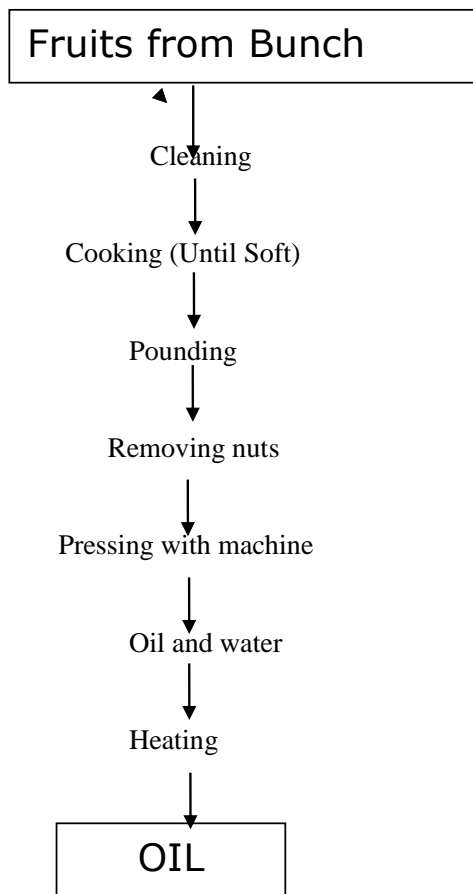 Fruits from Bunch
Cleaning
Cooking (Until Soft)
Pounding
Removing nuts
Pressing with machine
Oil and water
Heating
OIL